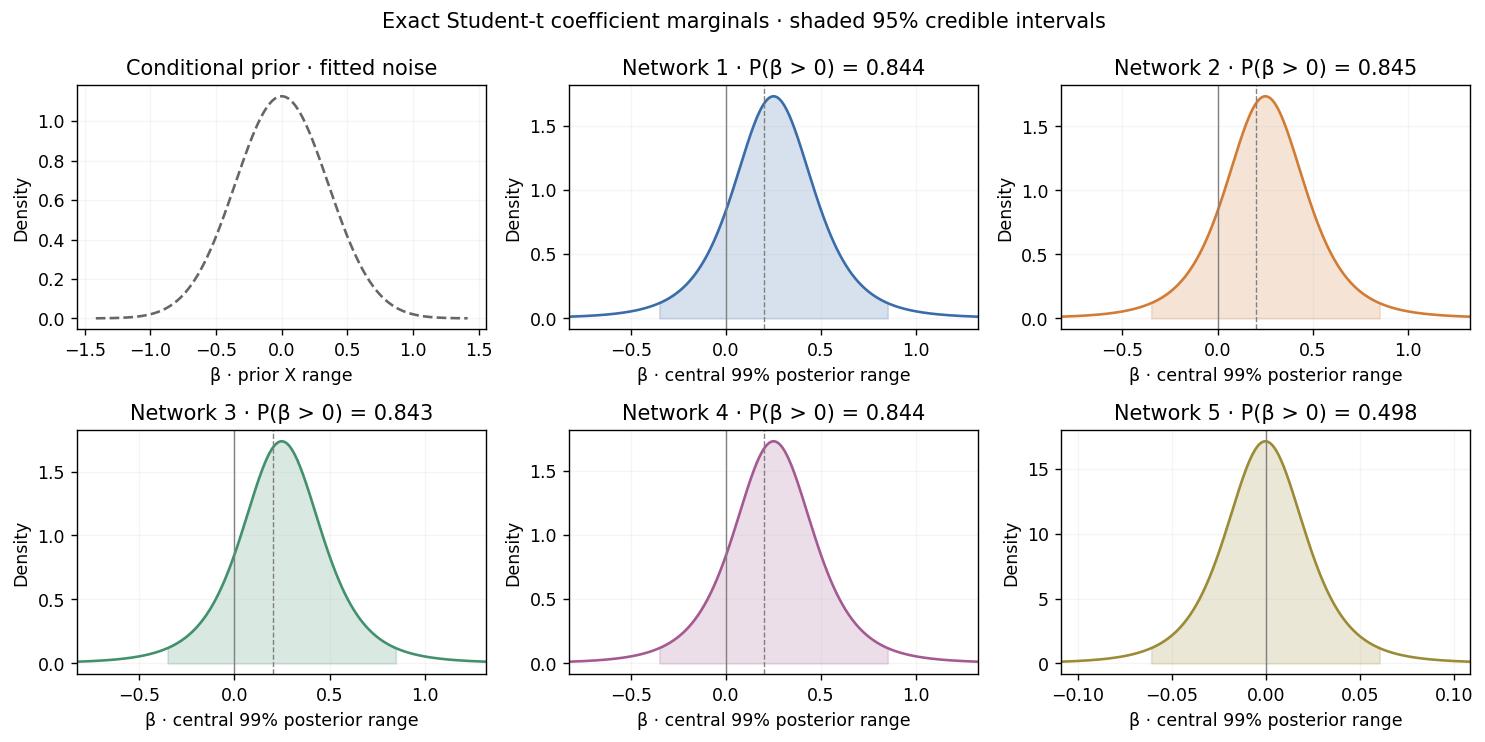 Exact Student-t coefficient marginals · shaded 95% credible intervals
Conditional prior · fitted noise
Density
1.0
0.8
0.6
0.4
0.2
0.0
−1.5 −1.0 −0.5 0.0 0.5 1.0 1.5
β · prior X range
Network 1 · P(β > 0) = 0.844
Density
1.5
1.0
0.5
0.0
−0.5 0.0 0.5 1.0
β · central 99% posterior range
Network 2 · P(β > 0) = 0.845
Density
1.5
1.0
0.5
0.0
−0.5 0.0 0.5 1.0
β · central 99% posterior range
Network 3 · P(β > 0) = 0.843
Density
1.5
1.0
0.5
0.0
−0.5 0.0 0.5 1.0
β · central 99% posterior range
Network 4 · P(β > 0) = 0.844
Density
1.5
1.0
0.5
0.0
−0.5 0.0 0.5 1.0
β · central 99% posterior range
Network 5 · P(β > 0) = 0.498
Density
15
10
5
0
−0.10 −0.05 0.00 0.05 0.10
β · central 99% posterior range